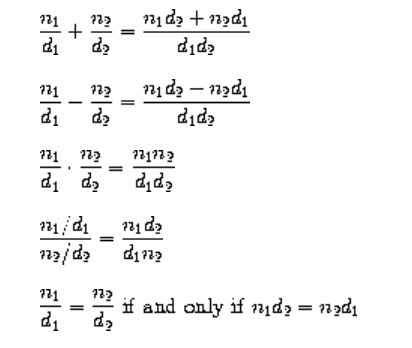 n₁/d₁ + n₂/d₂ = (n₁d₂ + n₂d₁)/(d₁d₂)
n₁/d₁ − n₂/d₂ = (n₁d₂ − n₂d₁)/(d₁d₂)
n₁/d₁ · n₂/d₂ = (n₁n₂)/(d₁d₂)
(n₁/d₁)/(n₂/d₂) = (n₁d₂)/(d₁n₂)
n₁/d₁ = n₂/d₂ if and only if n₁d₂ = n₂d₁